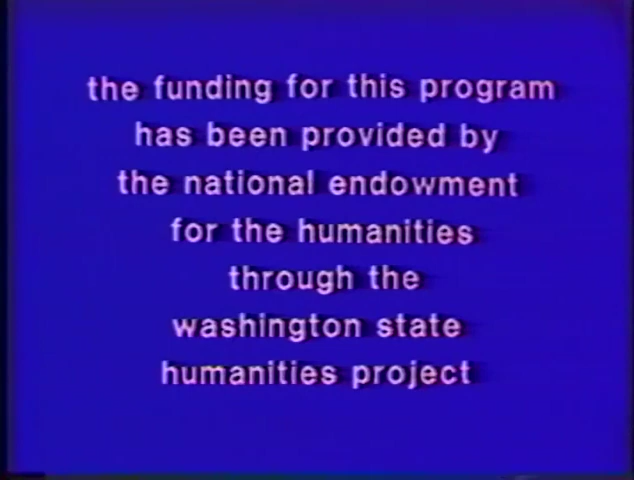 the funding for this program
has been provided by
the national endowment
for the humanities
through the
washington state
humanities project